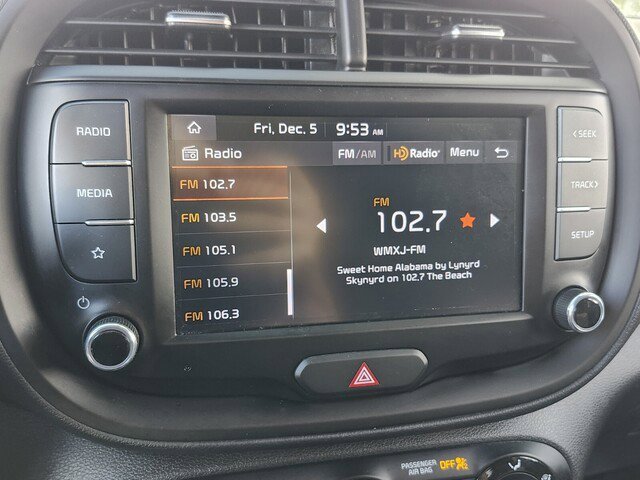 RADIO
MEDIA
Fri, Dec. 5 9:53 AM
Radio FM/AM HD Radio Menu
FM 102.7
FM 103.5
FM 105.1
FM 105.9
FM 106.3
FM
102.7
WMXJ-FM
Sweet Home Alabama by Lynyrd
Skynyrd on 102.7 The Beach
< SEEK
TRACK >
SETUP
PASSENGER
AIR BAG OFF